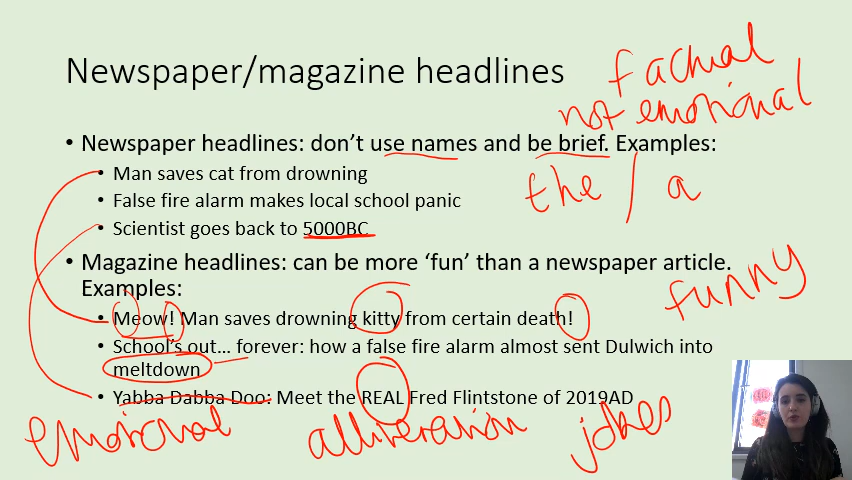 Newspaper/magazine headlines
factual
not emotional
• Newspaper headlines: don't use names and be brief. Examples:
• Man saves cat from drowning
the / a
• False fire alarm makes local school panic
• Scientist goes back to 5000BC
• Magazine headlines: can be more 'fun' than a newspaper article.
Examples:
funny
• Meow! Man saves drowning kitty from certain death!
• School's out… forever: how a false fire alarm almost sent Dulwich into
meltdown
• Yabba Dabba Doo: Meet the REAL Fred Flintstone of 2019AD
emotional
alliteration
jokes